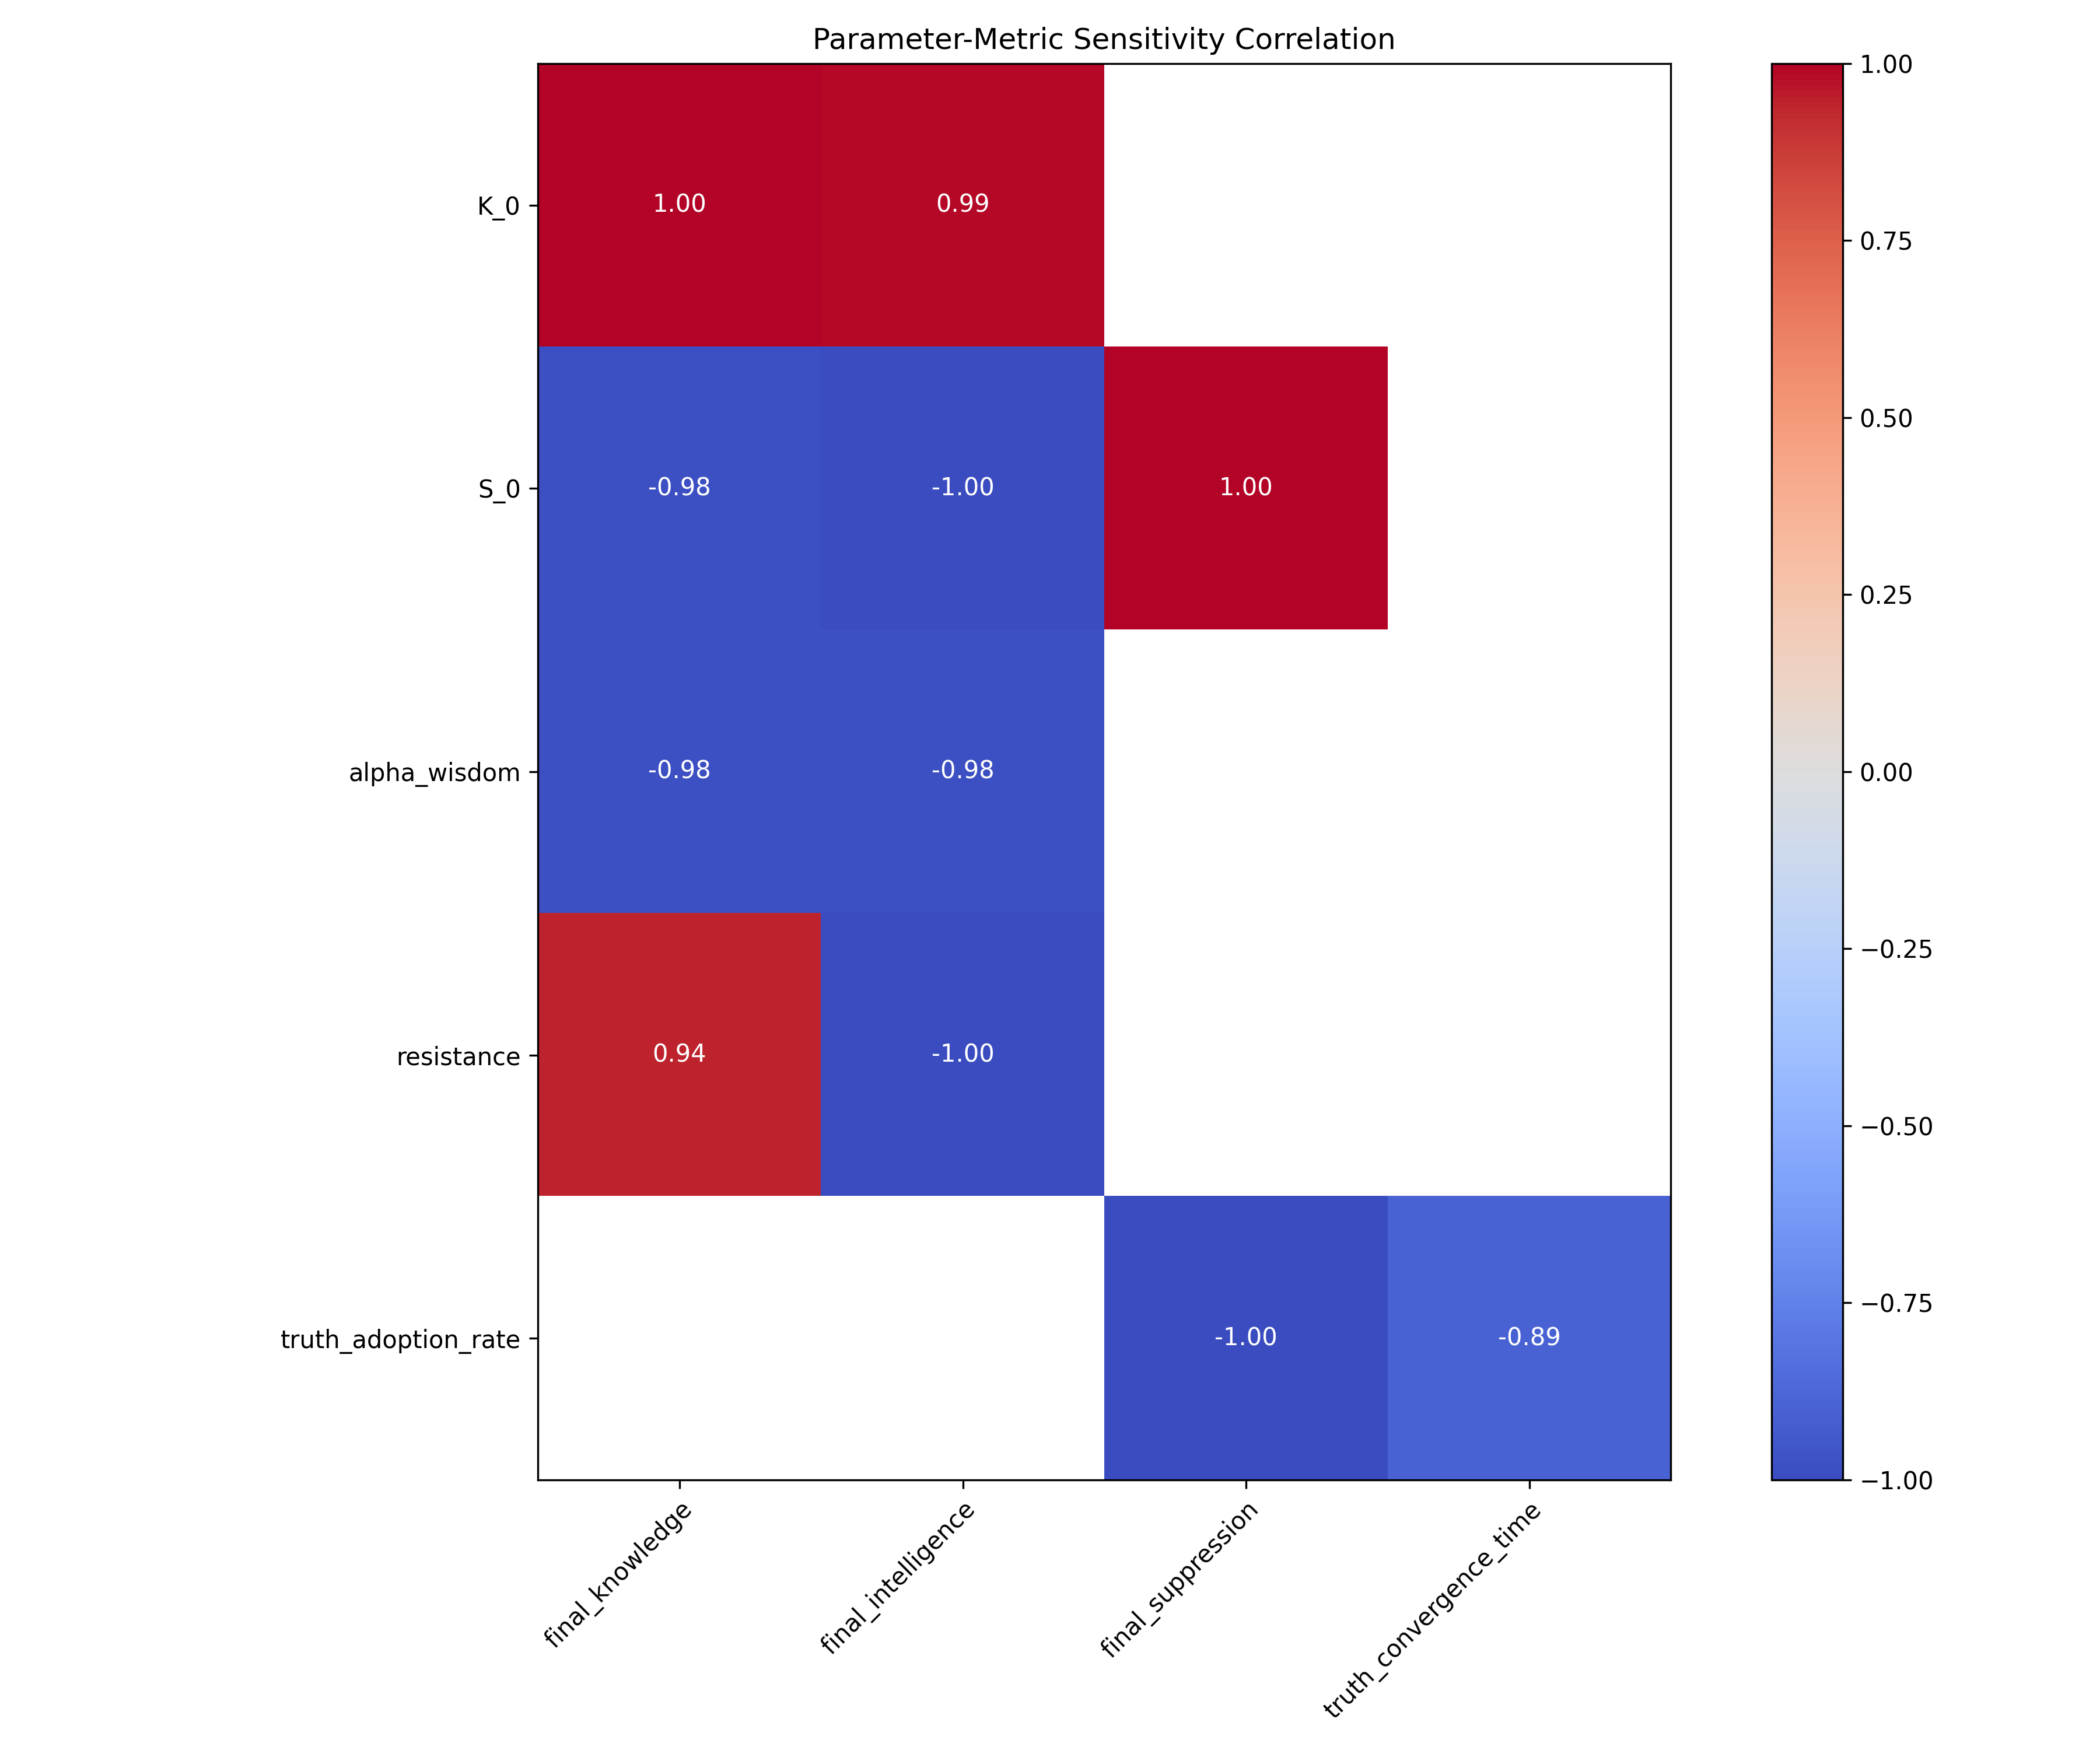 Parameter-Metric Sensitivity Correlation
K_0
1.00
0.99
S_0
-0.98
-1.00
1.00
alpha_wisdom
-0.98
-0.98
resistance
0.94
-1.00
truth_adoption_rate
-1.00
-0.89
final_knowledge
final_intelligence
final_suppression
truth_convergence_time
1.00
0.75
0.50
0.25
0.00
−0.25
−0.50
−0.75
−1.00